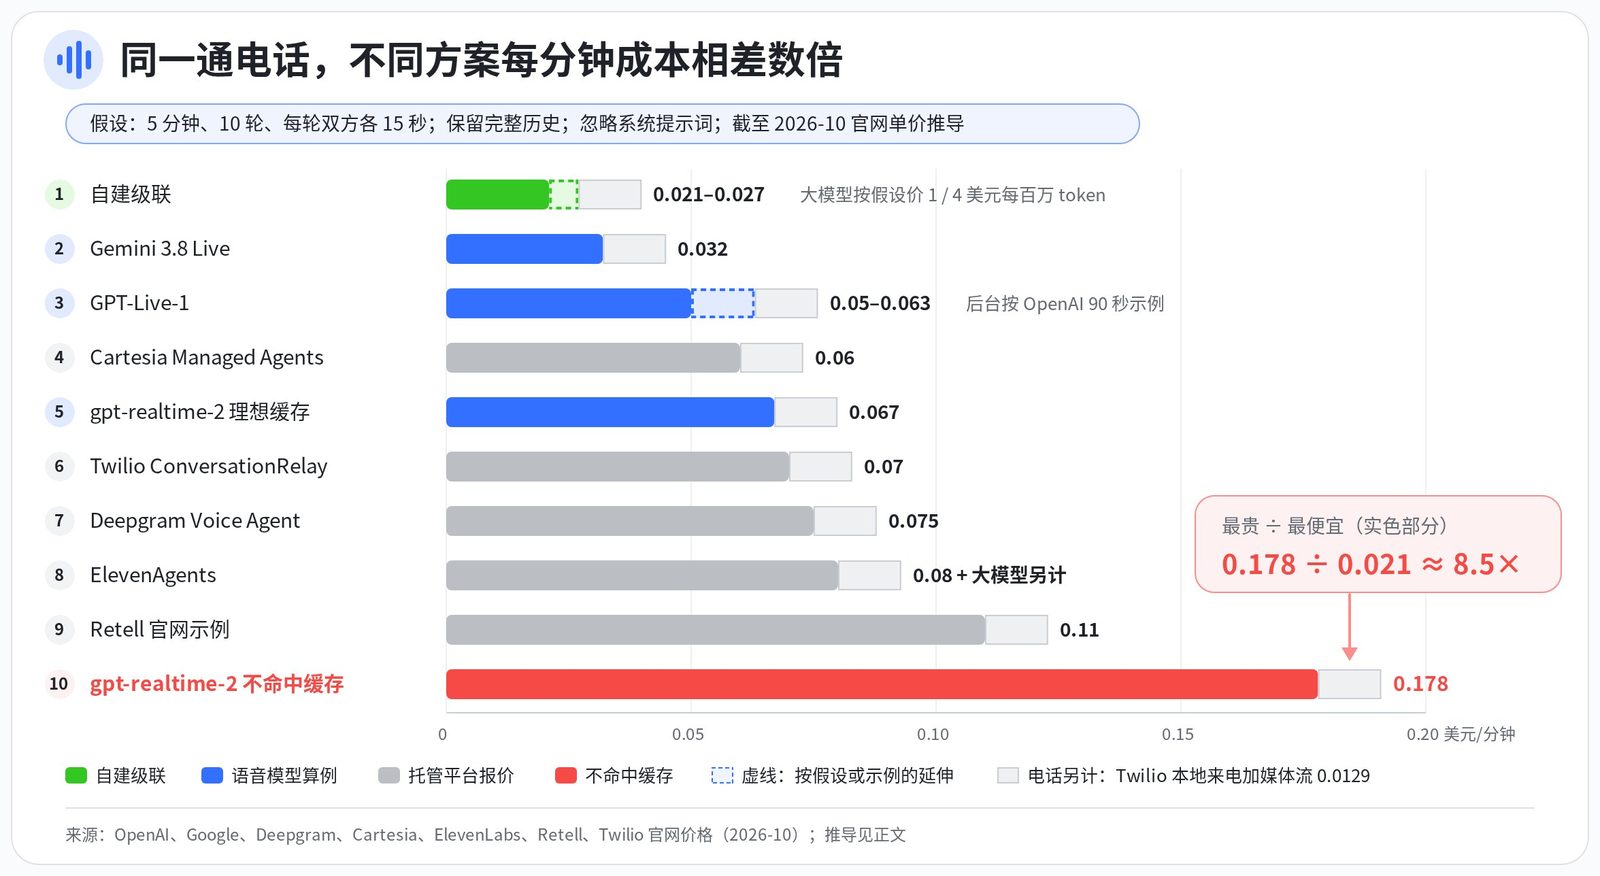 同一通电话，不同方案每分钟成本相差数倍
假设：5 分钟、10 轮、每轮双方各 15 秒；保留完整历史；忽略系统提示词；截至 2026-10 官网单价推导
1 自建级联 0.021–0.027 大模型按假设价 1 / 4 美元每百万 token
2 Gemini 3.8 Live 0.032
3 GPT-Live-1 0.05–0.063 后台按 OpenAI 90 秒示例
4 Cartesia Managed Agents 0.06
5 gpt-realtime-2 理想缓存 0.067
6 Twilio ConversationRelay 0.07
7 Deepgram Voice Agent 0.075
8 ElevenAgents 0.08 + 大模型另计
9 Retell 官网示例 0.11
10 gpt-realtime-2 不命中缓存 0.178
最贵 ÷ 最便宜（实色部分）
0.178 ÷ 0.021 ≈ 8.5×
0 0.05 0.10 0.15 0.20 美元/分钟
自建级联 语音模型算例 托管平台报价 不命中缓存 虚线：按假设或示例的延伸 电话另计：Twilio 本地来电加媒体流 0.0129
来源：OpenAI、Google、Deepgram、Cartesia、ElevenLabs、Retell、Twilio 官网价格（2026-10）；推导见正文